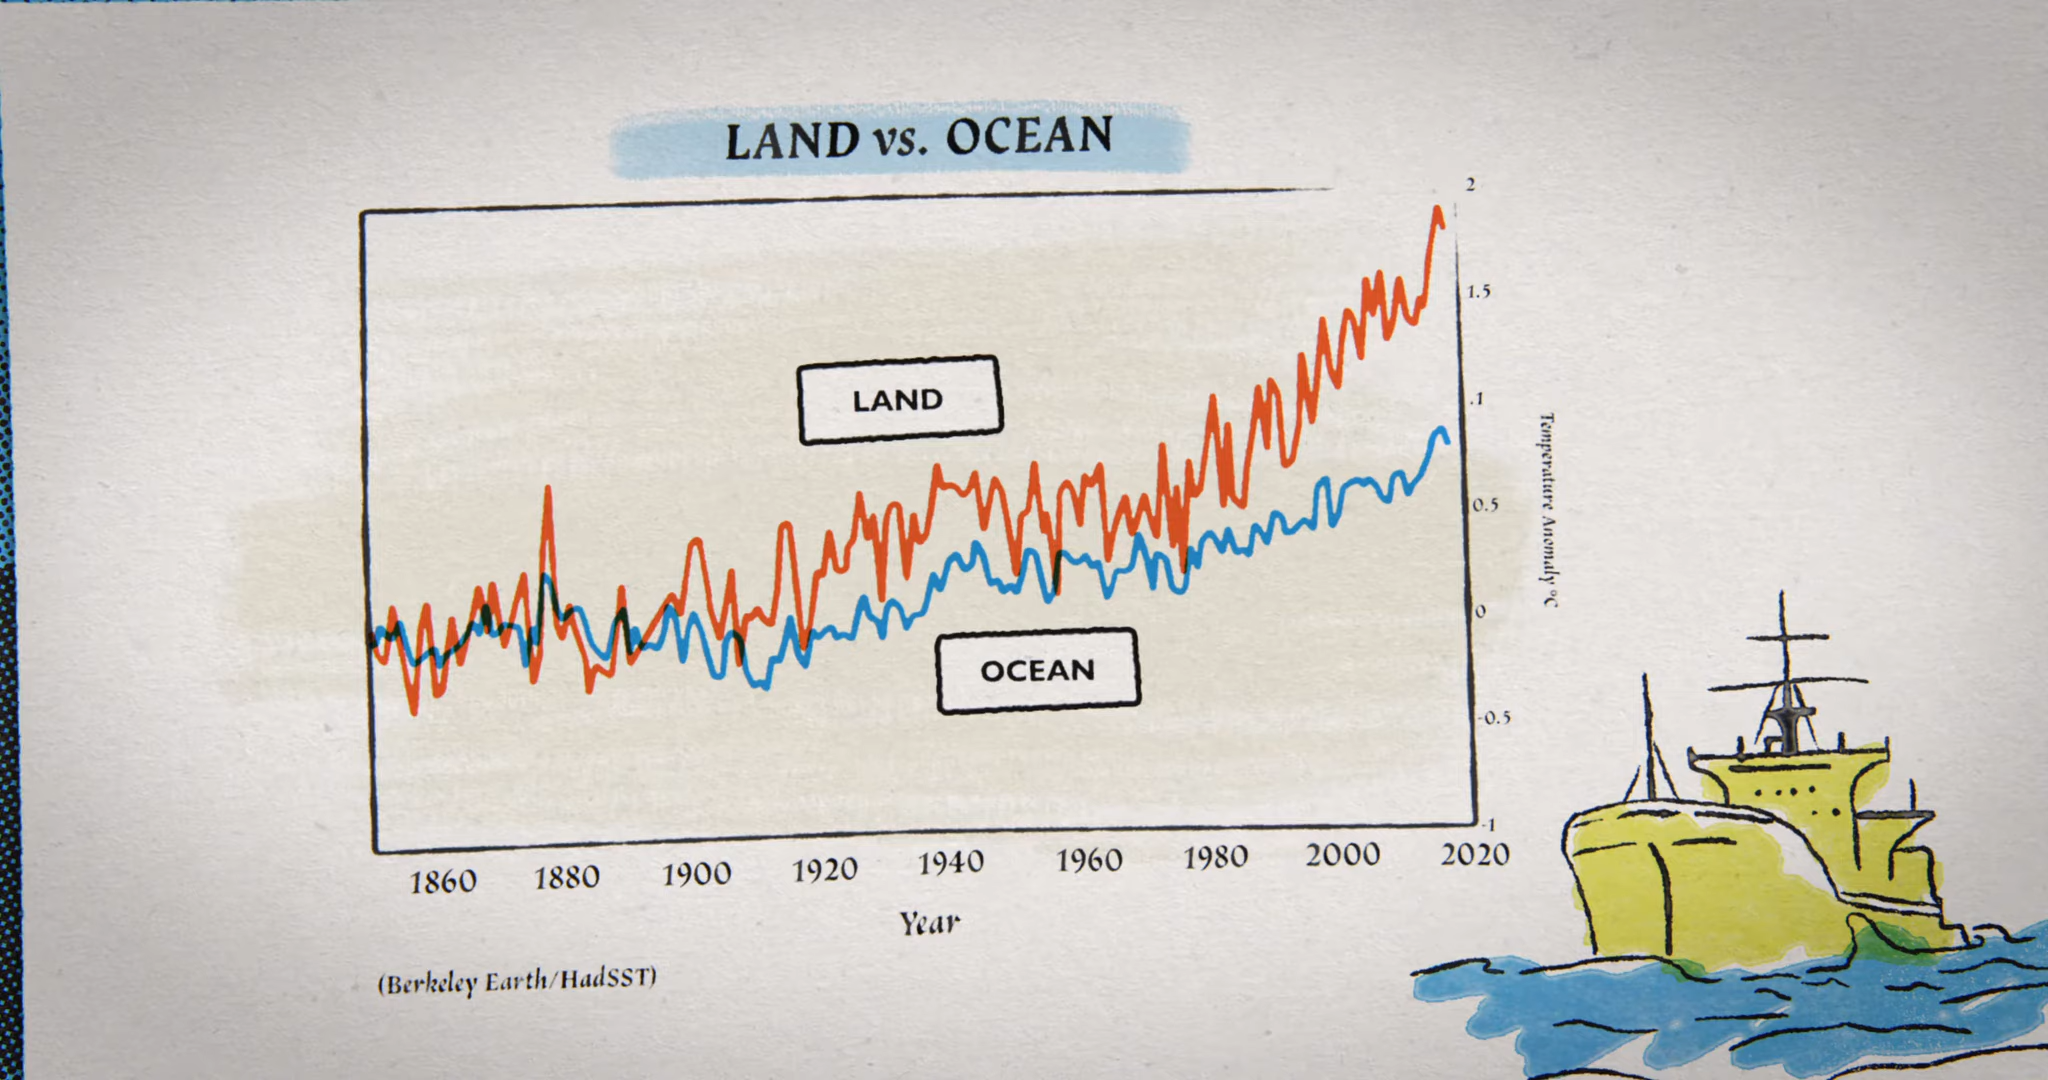 LAND vs. OCEAN
2
1.5
LAND
.1
0.5
0
OCEAN
-0.5
-1
Temperature Anomaly °C
1860 1880 1900 1920 1940 1960 1980 2000 2020
Year
(Berkeley Earth/HadSST)